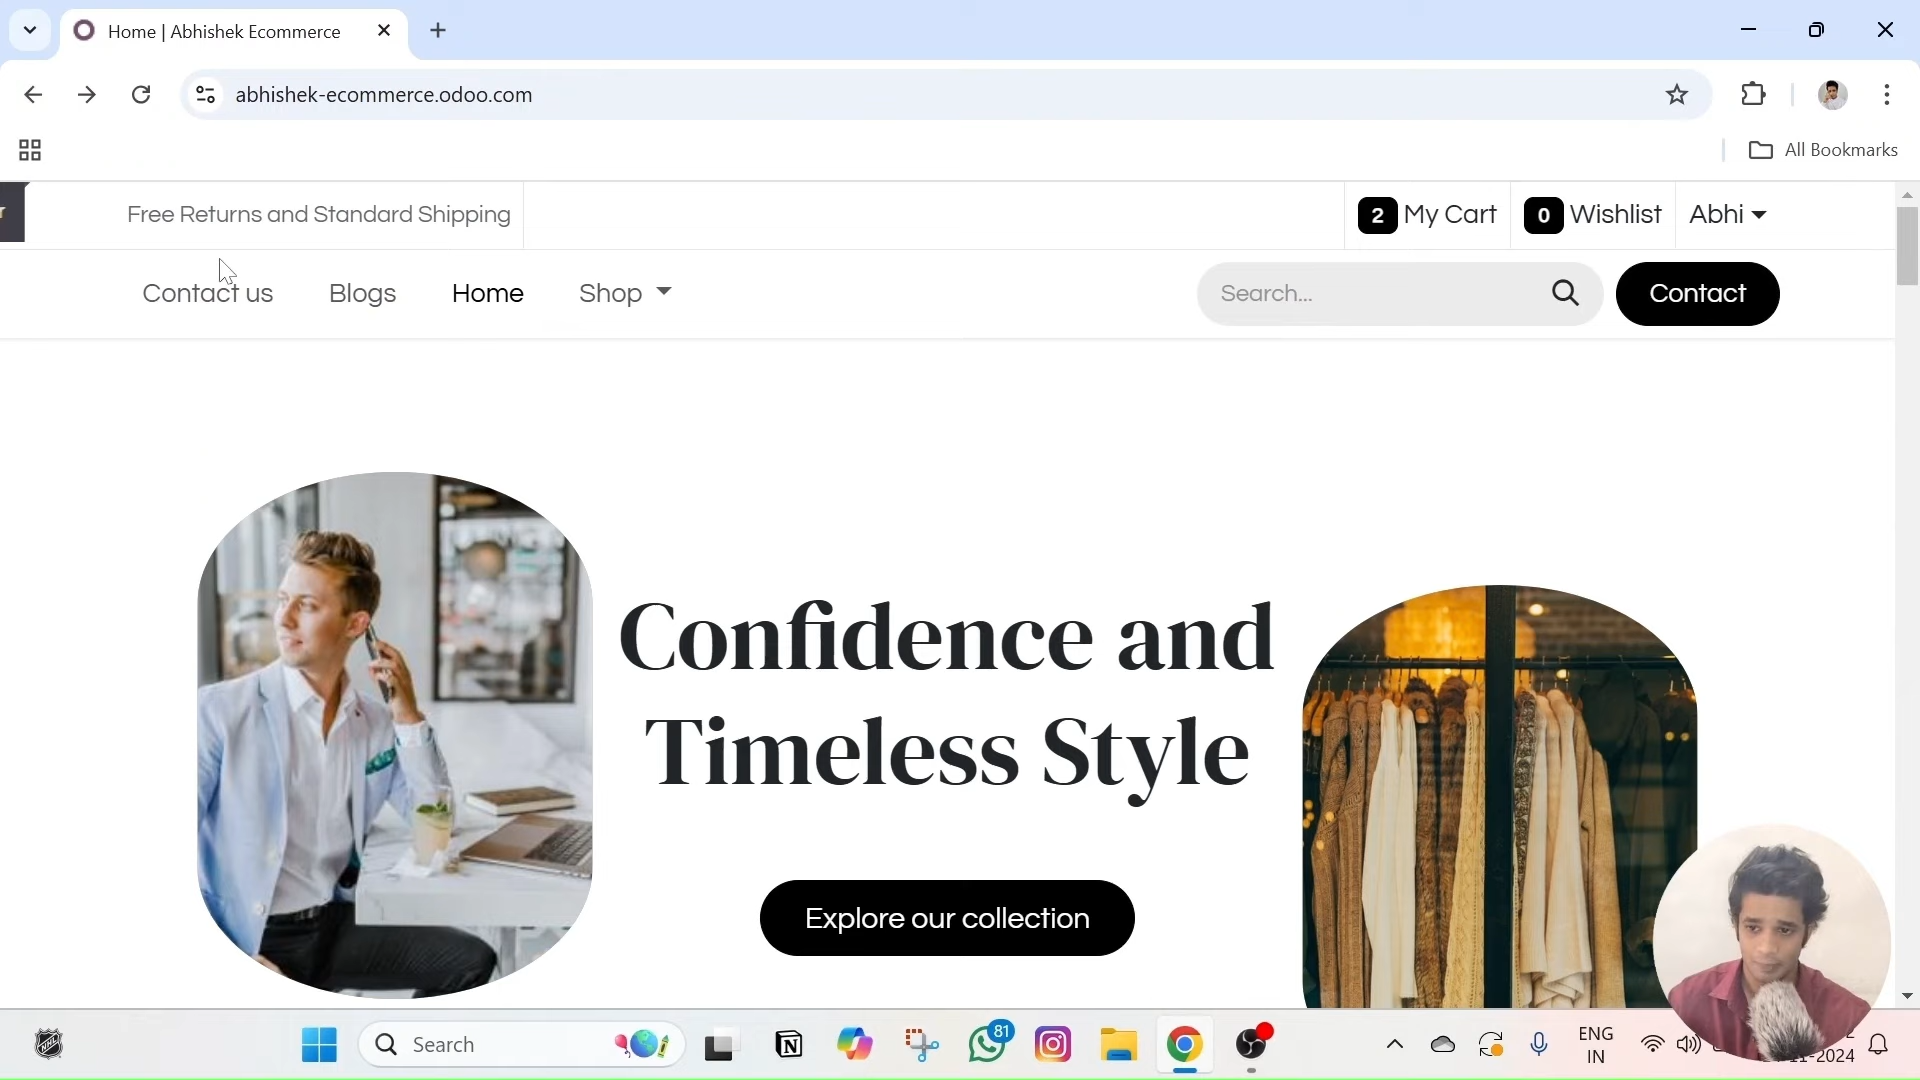 Home | Abhishek Ecommerce
abhishek-ecommerce.odoo.com
All Bookmarks
Free Returns and Standard Shipping
2 My Cart
0 Wishlist
Abhi
Contact us
Blogs
Home
Shop
Search...
Contact
Confidence and
Timeless Style
Explore our collection
Search
81
ENG
IN
-2024